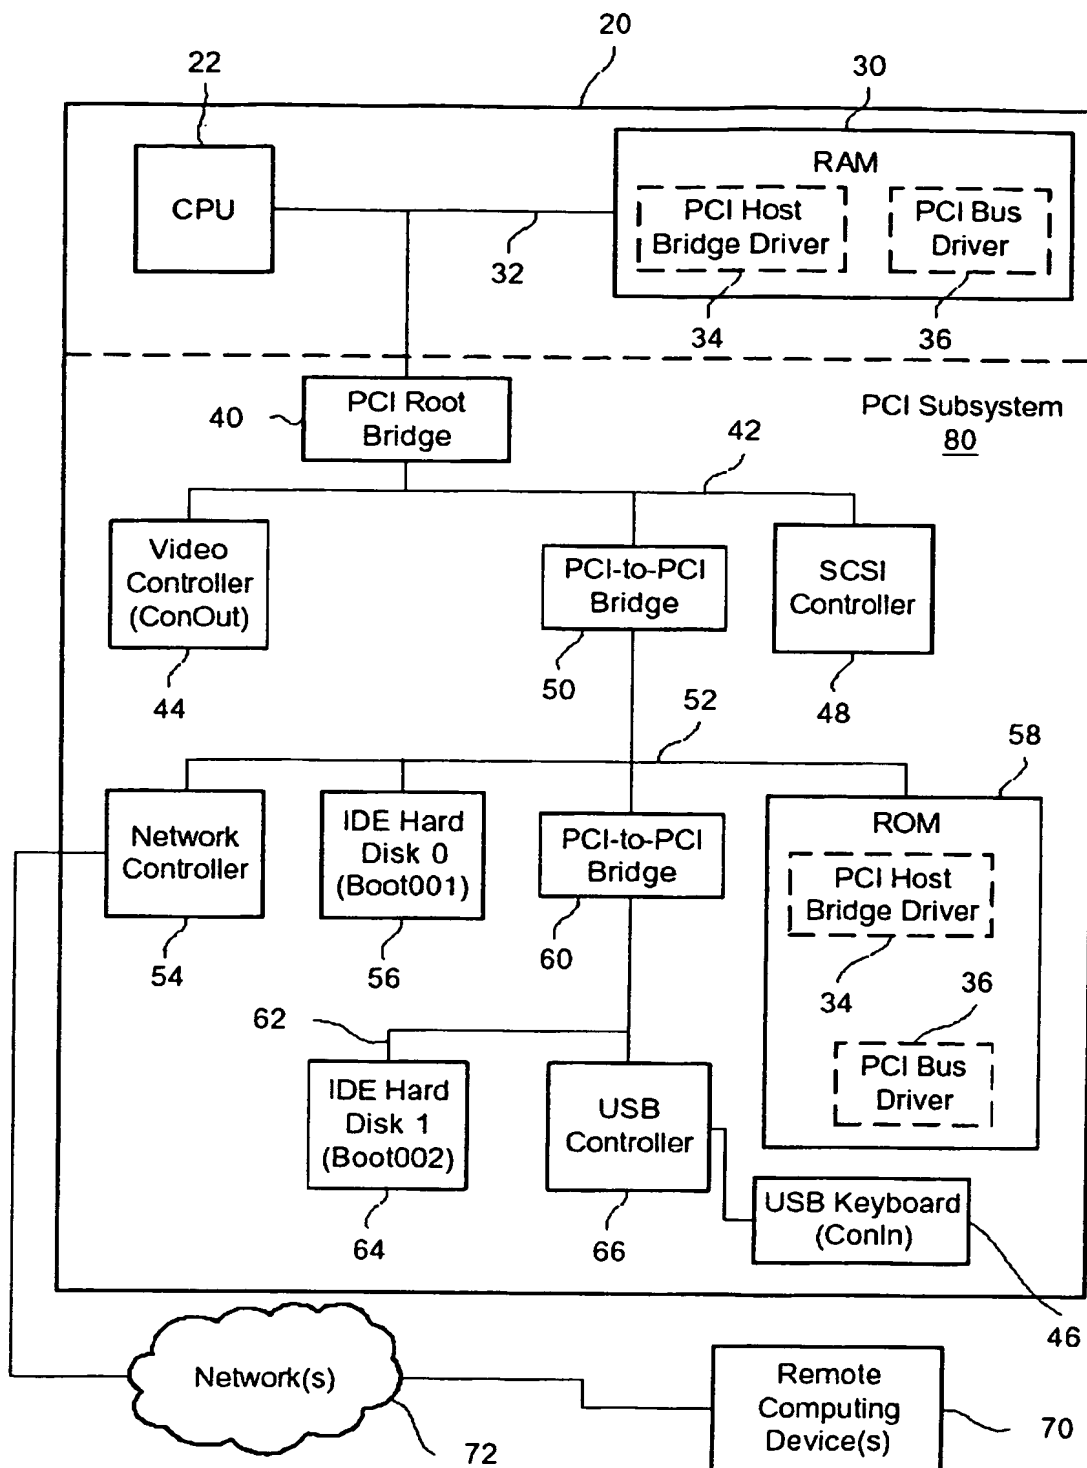 20
22
30
CPU
RAM
PCI Host
Bridge Driver
PCI Bus
Driver
32
34
36
PCI Root
Bridge
40
PCI Subsystem
80
42
Video
Controller
(ConOut)
PCI-to-PCI
Bridge
SCSI
Controller
44
50
48
52
58
Network
Controller
IDE Hard
Disk 0
(Boot001)
PCI-to-PCI
Bridge
ROM
PCI Host
Bridge Driver
54
56
60
34
36
62
IDE Hard
Disk 1
(Boot002)
USB
Controller
PCI Bus
Driver
64
66
USB Keyboard
(ConIn)
46
Network(s)
72
Remote
Computing
Device(s)
70